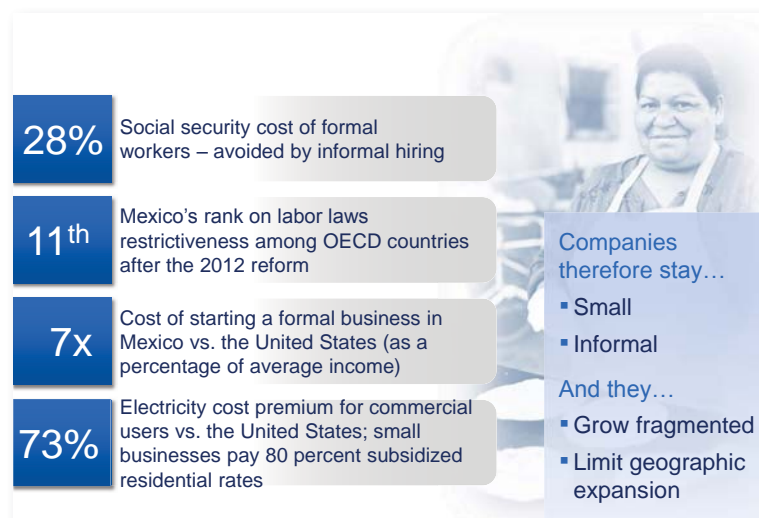 28%
Social security cost of formal
workers – avoided by informal hiring
11th
Mexico's rank on labor laws
restrictiveness among OECD countries
after the 2012 reform
7x
Cost of starting a formal business in
Mexico vs. the United States (as a
percentage of average income)
73%
Electricity cost premium for commercial
users vs. the United States; small
businesses pay 80 percent subsidized
residential rates
Companies
therefore stay…
▪ Small
▪ Informal
And they…
▪ Grow fragmented
▪ Limit geographic
expansion